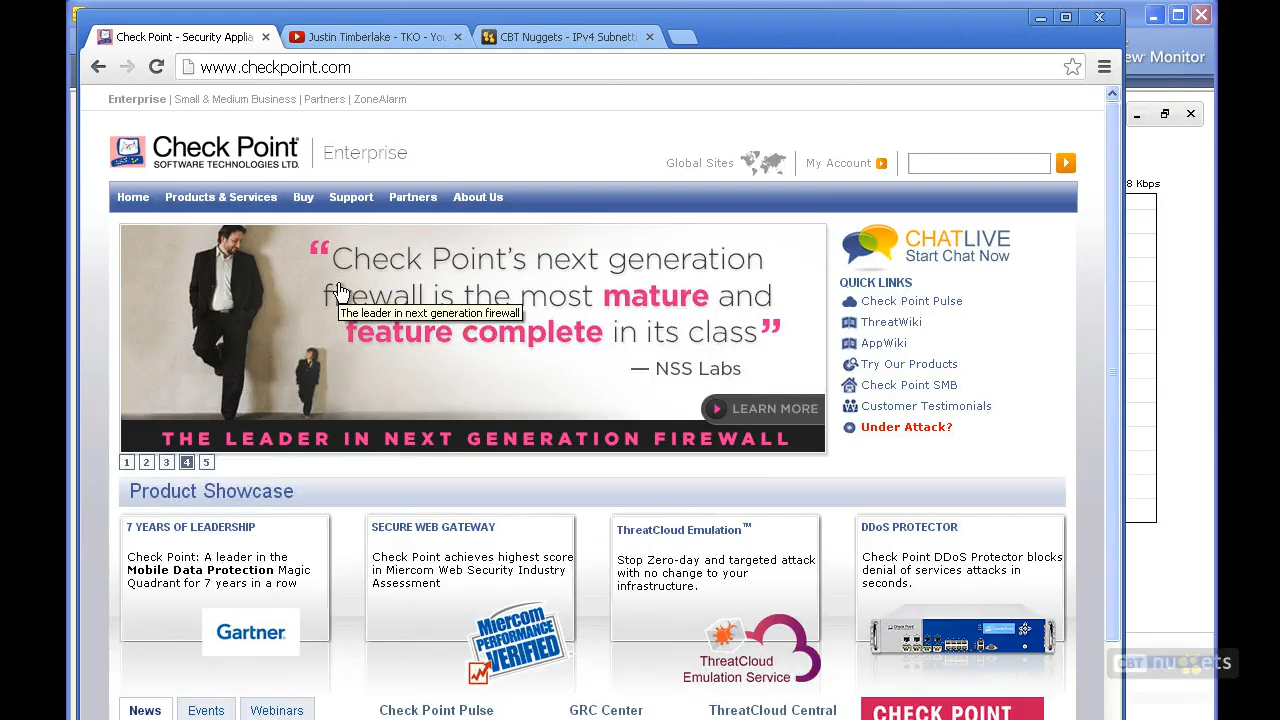 Check Point - Security Applia
Justin Timberlake - TKO - Yo
CBT Nuggets - IPv4 Subnetti
www.checkpoint.com
ew Monitor
Enterprise | Small & Medium Business | Partners | ZoneAlarm
Check Point
SOFTWARE TECHNOLOGIES LTD.
Enterprise
Global Sites
My Account
8 Kbps
Home Products & Services Buy Support Partners About Us
“Check Point’s next generation
firewall is the most mature and
The leader in next generation firewall
feature complete in its class”
— NSS Labs
LEARN MORE
THE LEADER IN NEXT GENERATION FIREWALL
1 2 3 4 5
CHATLIVE
Start Chat Now
QUICK LINKS
Check Point Pulse
ThreatWiki
AppWiki
Try Our Products
Check Point SMB
Customer Testimonials
Under Attack?
Product Showcase
7 YEARS OF LEADERSHIP
Check Point: A leader in the
Mobile Data Protection Magic
Quadrant for 7 years in a row
Gartner.
SECURE WEB GATEWAY
Check Point achieves highest score
in Miercom Web Security Industry
Assessment
Miercom
PERFORMANCE
VERIFIED
ThreatCloud Emulation™
Stop Zero-day and targeted attack
with no change to your
infrastructure.
ThreatCloud
Emulation Service
DDoS PROTECTOR
Check Point DDoS Protector blocks
denial of services attacks in
seconds.
CBT nuggets
News Events Webinars
Check Point Pulse
GRC Center
ThreatCloud Central
CHECK POINT